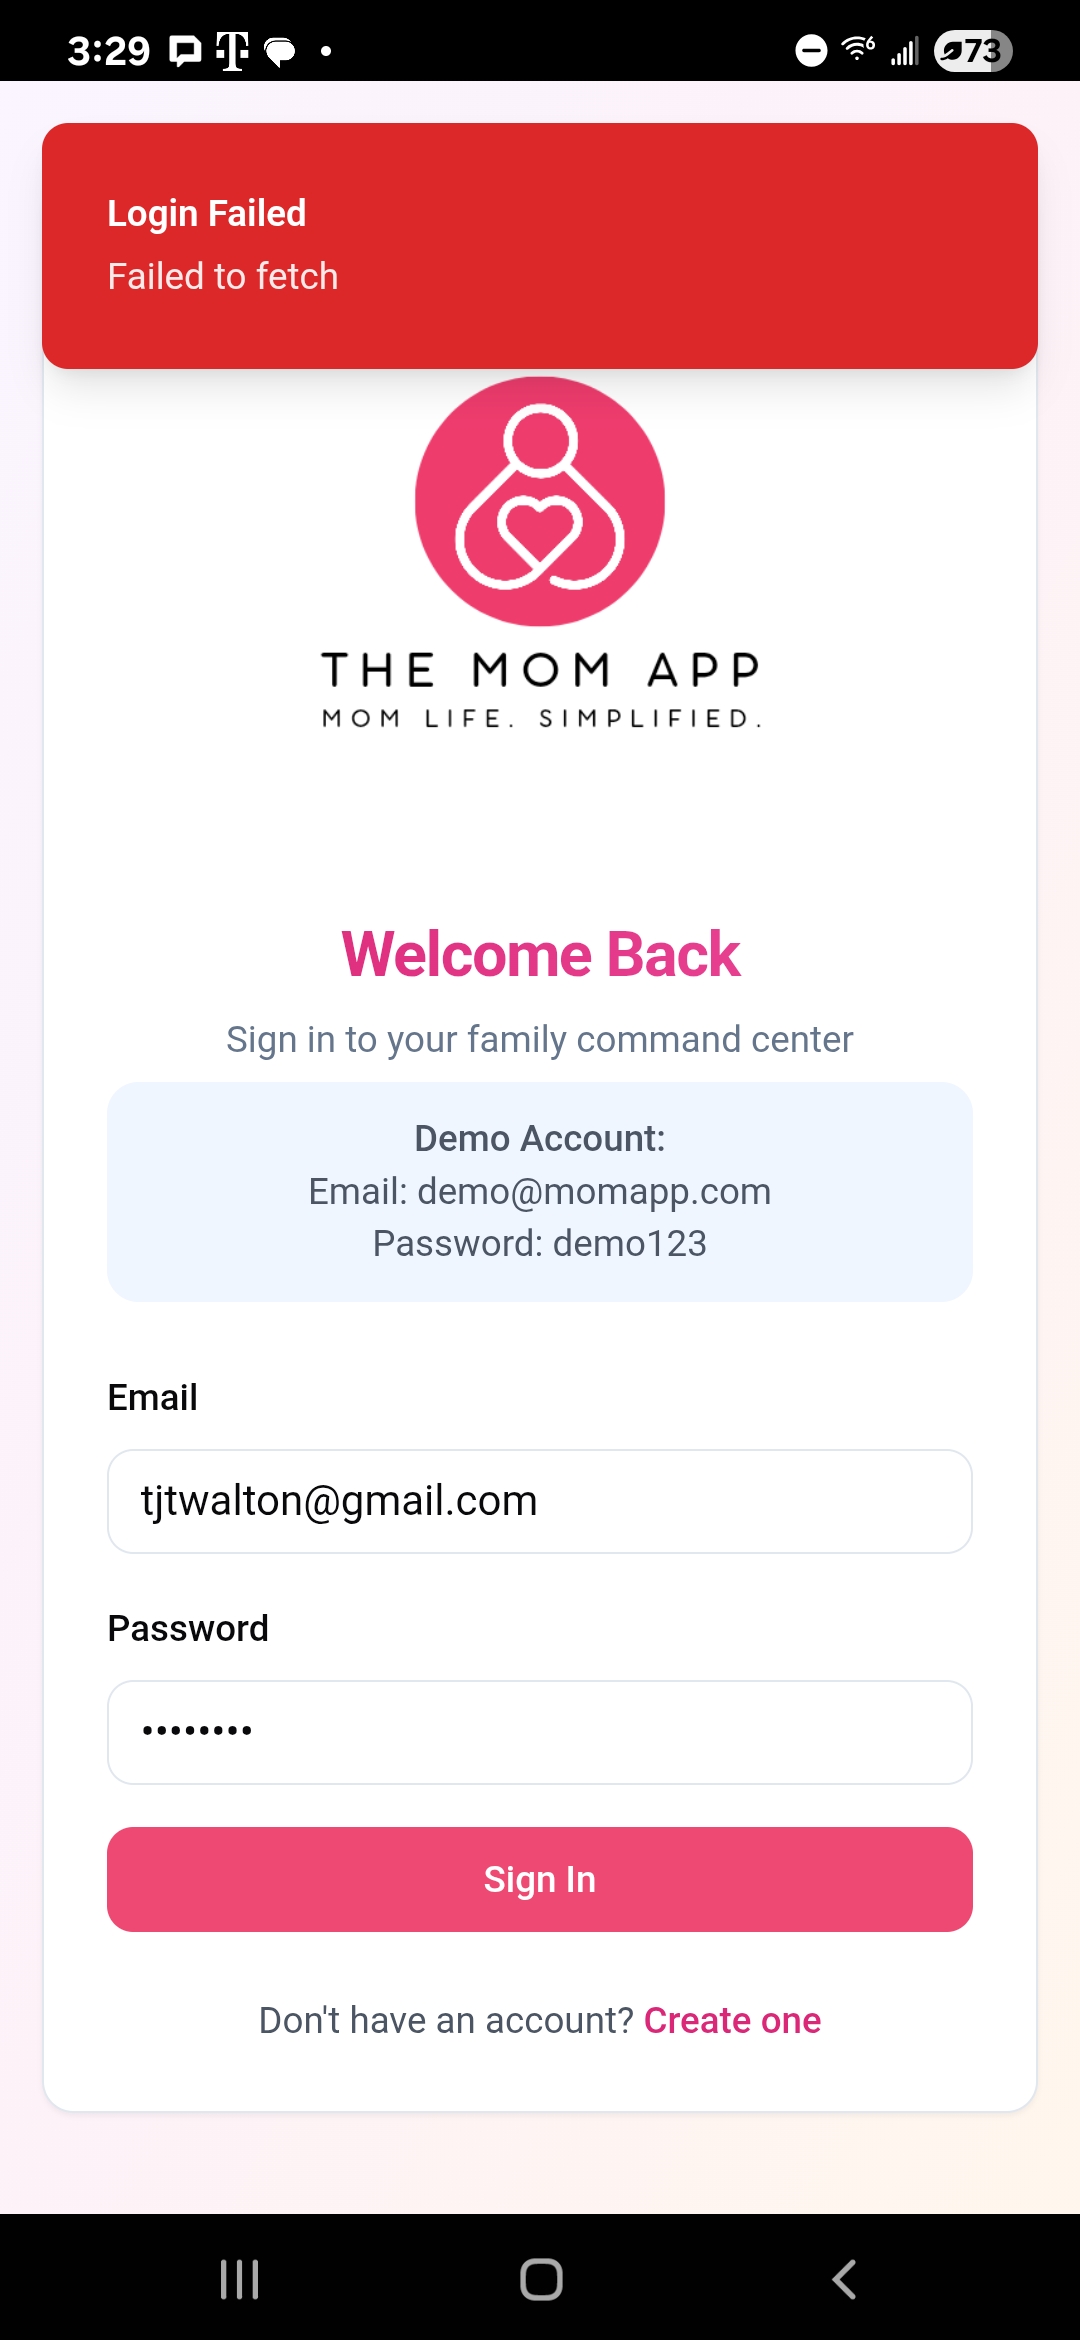 3:29
6
73
Login Failed
Failed to fetch
THE MOM APP
MOM LIFE. SIMPLIFIED.
Welcome Back
Sign in to your family command center
Demo Account:
Email: demo@momapp.com
Password: demo123
Email
tjtwalton@gmail.com
Password
••••••••
Sign In
Don't have an account? Create one